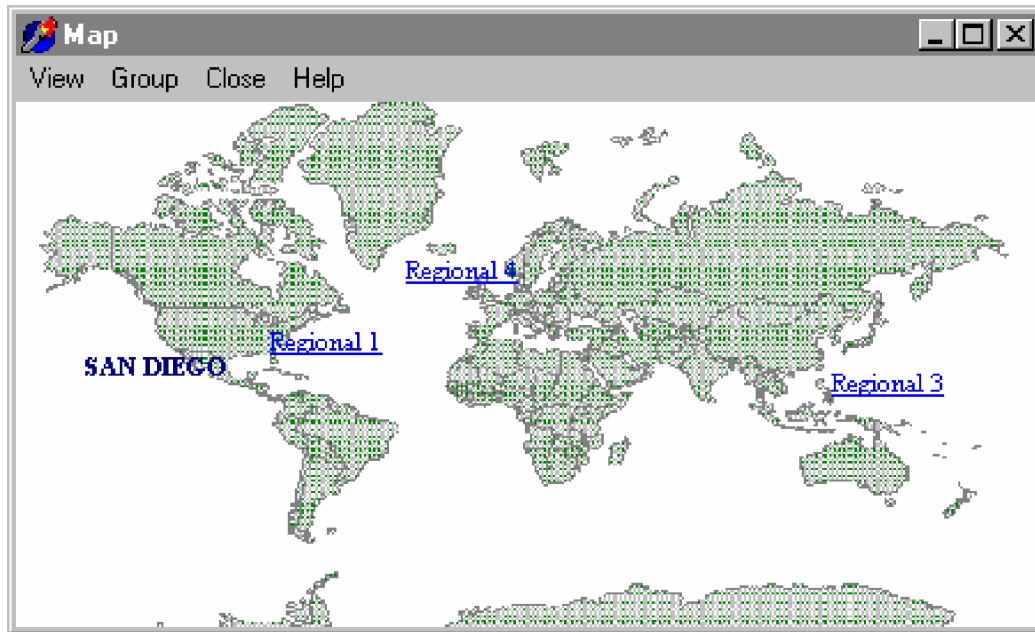 Map
View Group Close Help
Regional 4
Regional 1
SAN DIEGO
Regional 3